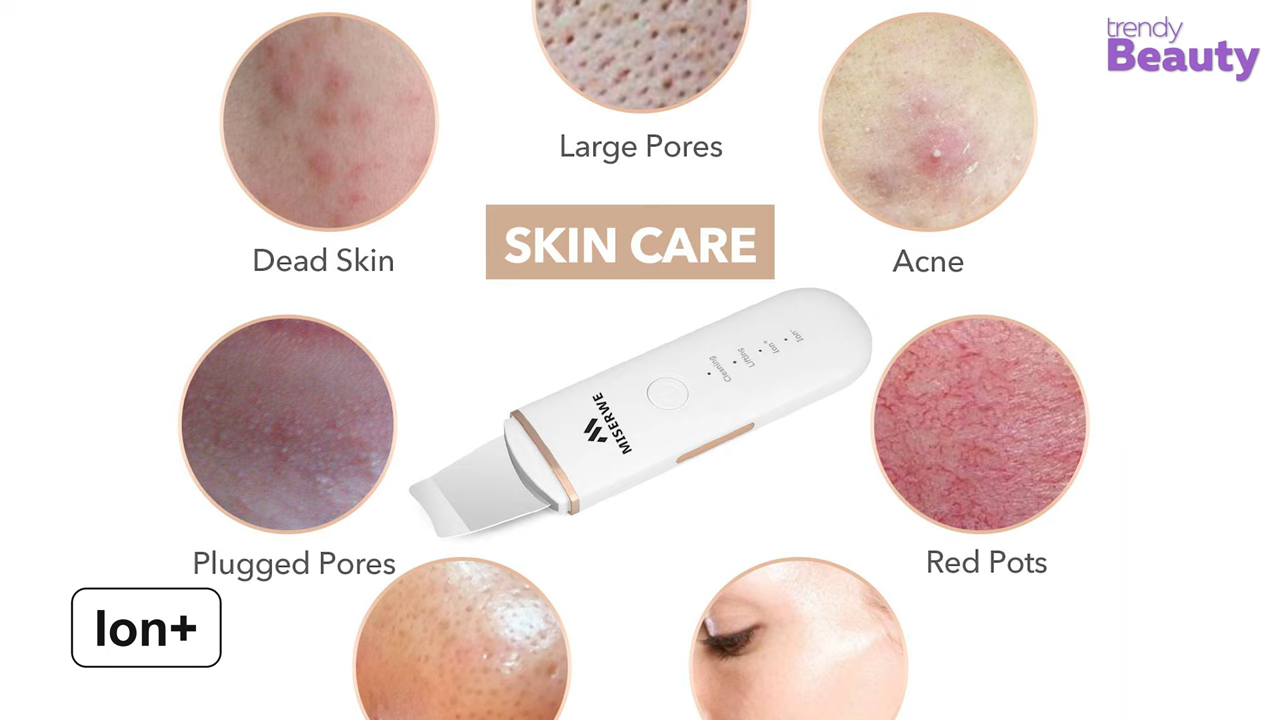 trendy
Beauty
Large Pores
SKIN CARE
Dead Skin
Acne
Ion-
Ion+
Lifting
Cleaning
MISERWE
Plugged Pores
Red Pots
Ion+